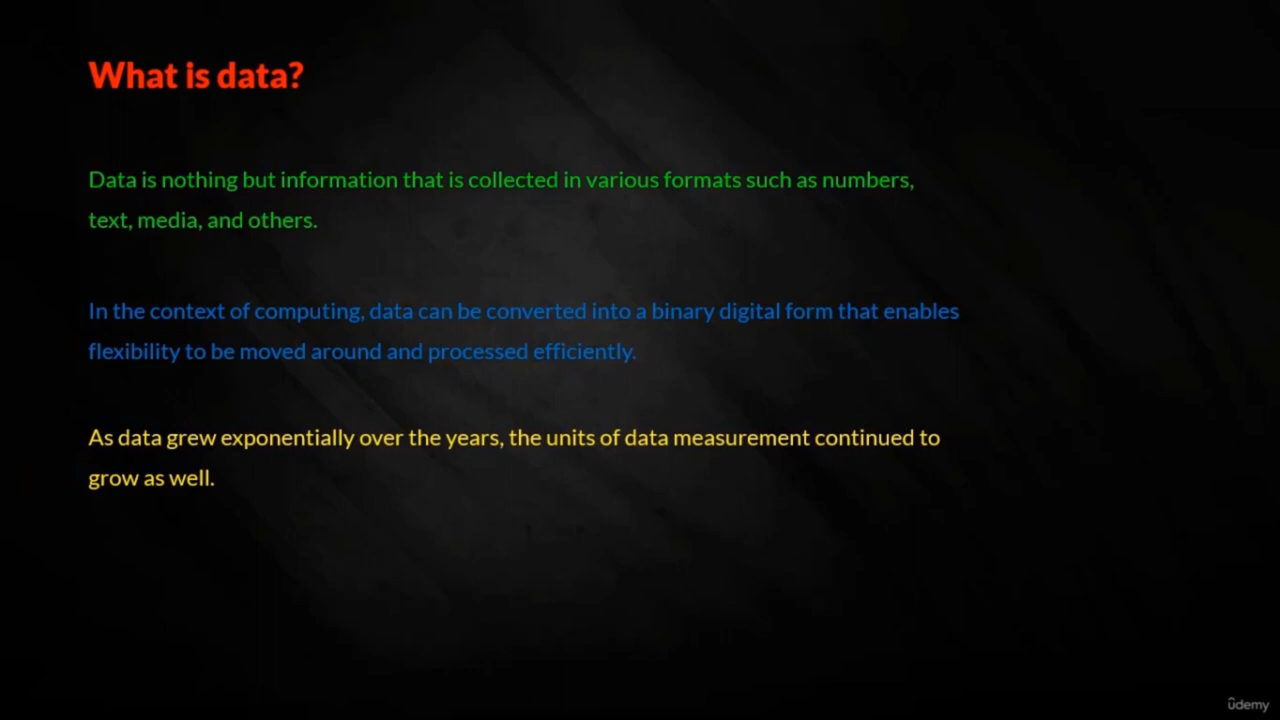 What is data?
Data is nothing but information that is collected in various formats such as numbers,
text, media, and others.
In the context of computing, data can be converted into a binary digital form that enables
flexibility to be moved around and processed efficiently.
As data grew exponentially over the years, the units of data measurement continued to
grow as well.
ûdemy